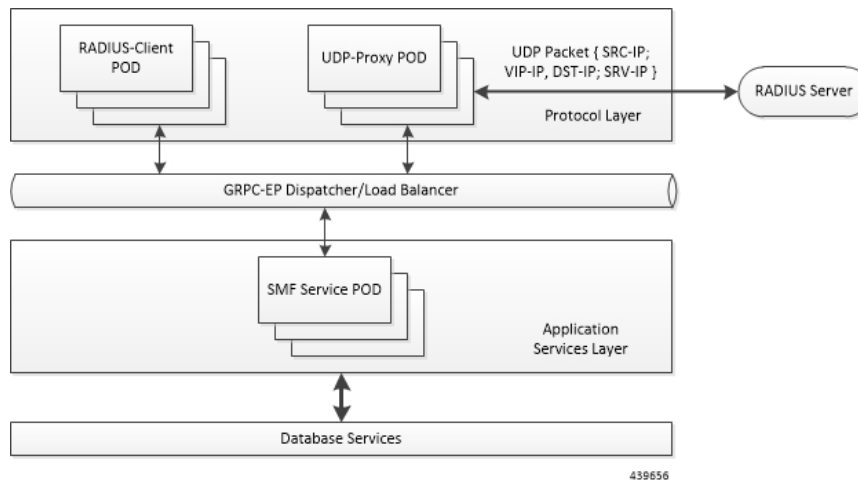 RADIUS-Client
POD
UDP-Proxy POD
UDP Packet { SRC-IP;
VIP-IP, DST-IP; SRV-IP }
Protocol Layer
RADIUS Server
GRPC-EP Dispatcher/Load Balancer
SMF Service POD
Application
Services Layer
Database Services
439656